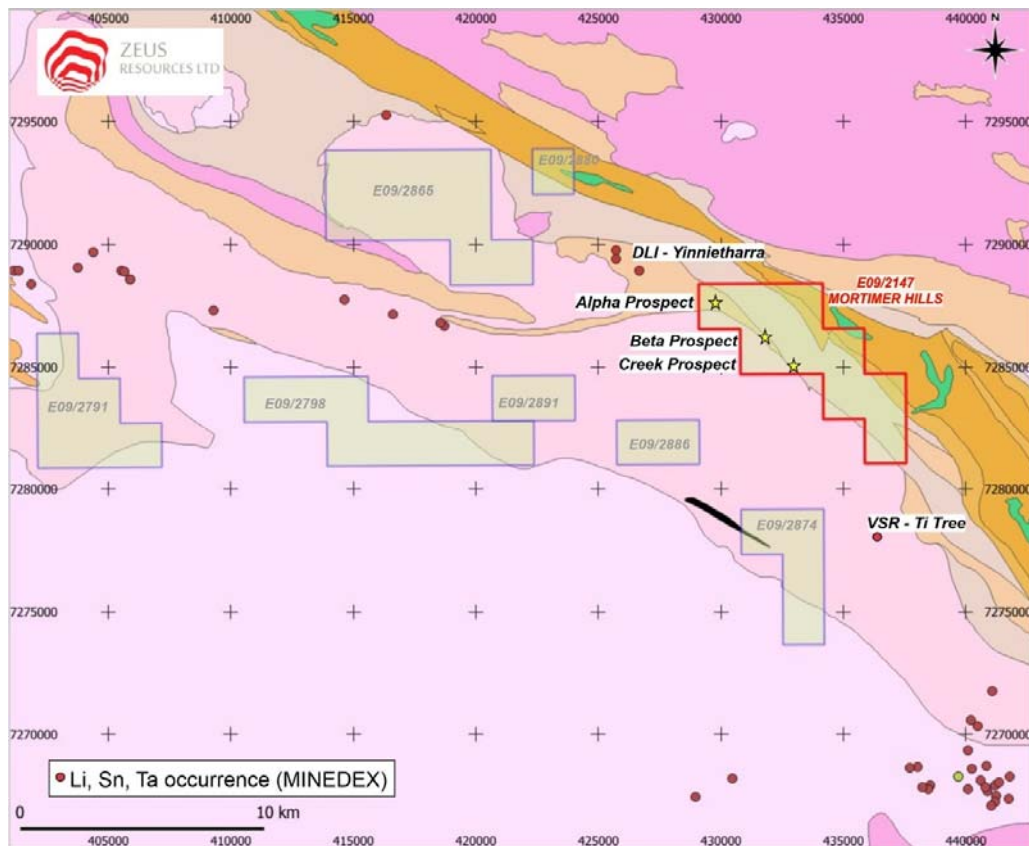 405000 410000 415000 420000 425000 430000 435000 440000
N
ZEUS
RESOURCES LTD
7295000 7295000
E09/2880
E09/2865
7290000 7290000
DLI - Yinnietharra
E09/2147
MORTIMER HILLS
Alpha Prospect
Beta Prospect
Creek Prospect
7285000 7285000
E09/2791
E09/2798
E09/2891
E09/2886
7280000 7280000
E09/2874
VSR - Ti Tree
7275000 7275000
7270000 7270000
Li, Sn, Ta occurrence (MINEDEX)
0 10 km
405000 410000 415000 420000 425000 430000 435000 440000